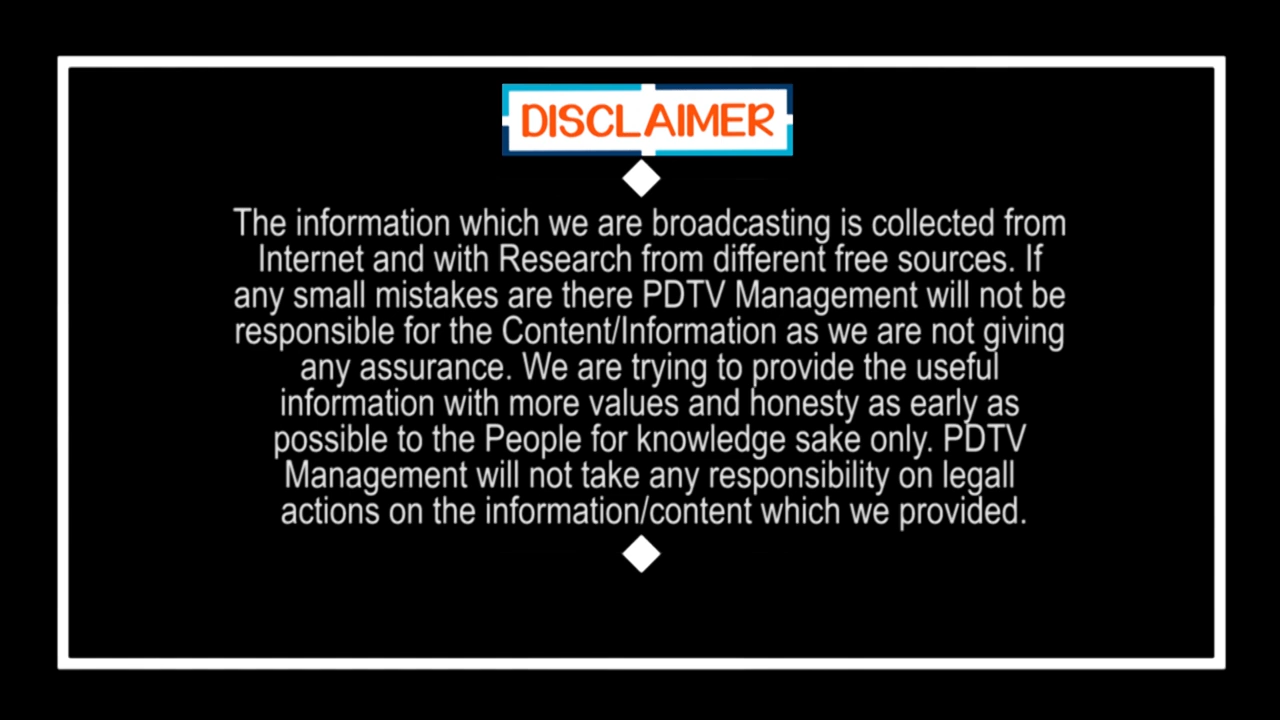 DISCLAIMER
The information which we are broadcasting is collected from
Internet and with Research from different free sources. If
any small mistakes are there PDTV Management will not be
responsible for the Content/Information as we are not giving
any assurance. We are trying to provide the useful
information with more values and honesty as early as
possible to the People for knowledge sake only. PDTV
Management will not take any responsibility on legall
actions on the information/content which we provided.